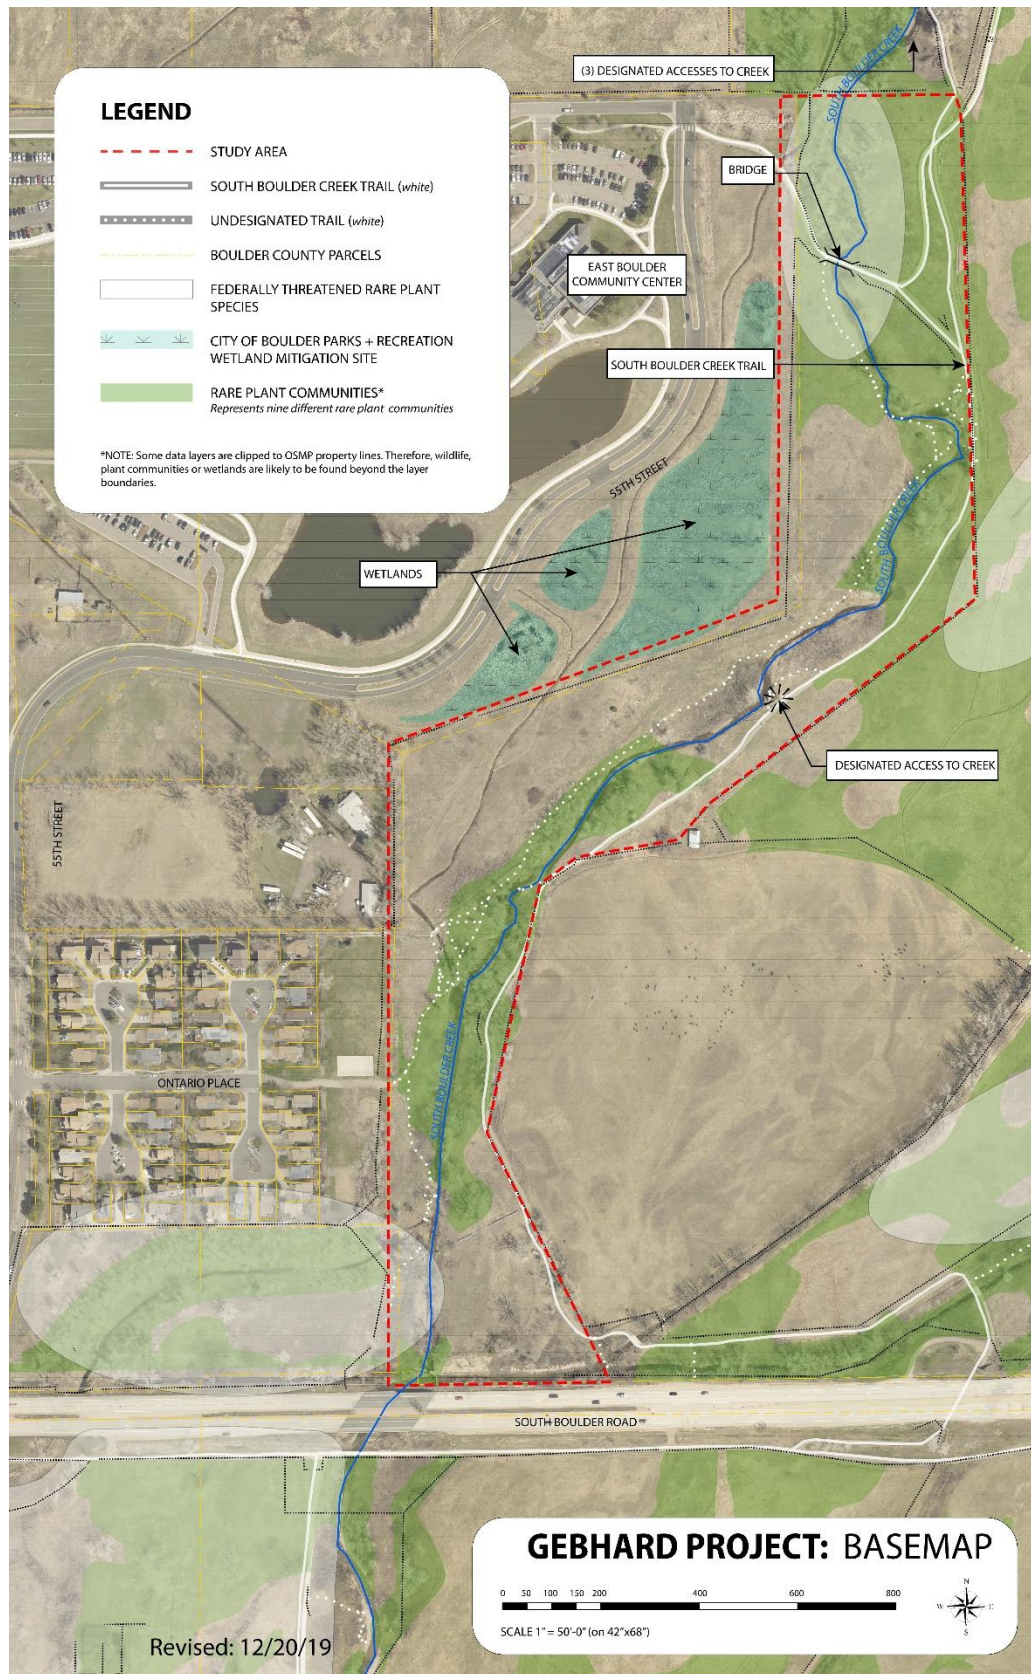 (3) DESIGNATED ACCESSES TO CREEK
SOUTH BOULDER CREEK
LEGEND
STUDY AREA
SOUTH BOULDER CREEK TRAIL (white)
UNDESIGNATED TRAIL (white)
BOULDER COUNTY PARCELS
FEDERALLY THREATENED RARE PLANT
SPECIES
CITY OF BOULDER PARKS + RECREATION
WETLAND MITIGATION SITE
RARE PLANT COMMUNITIES*
Represents nine different rare plant communities
*NOTE: Some data layers are clipped to OSMP property lines. Therefore, wildlife,
plant communities or wetlands are likely to be found beyond the layer
boundaries.
BRIDGE
EAST BOULDER
COMMUNITY CENTER
SOUTH BOULDER CREEK TRAIL
55TH STREET
SOUTH BOULDER CREEK
WETLANDS
DESIGNATED ACCESS TO CREEK
55TH STREET
SOUTH BOULDER CREEK
ONTARIO PLACE
SOUTH BOULDER ROAD
GEBHARD PROJECT: BASEMAP
0 50 100 150 200 400 600 800
N
W E
S
SCALE 1" = 50'-0" (on 42"x68")
Revised: 12/20/19